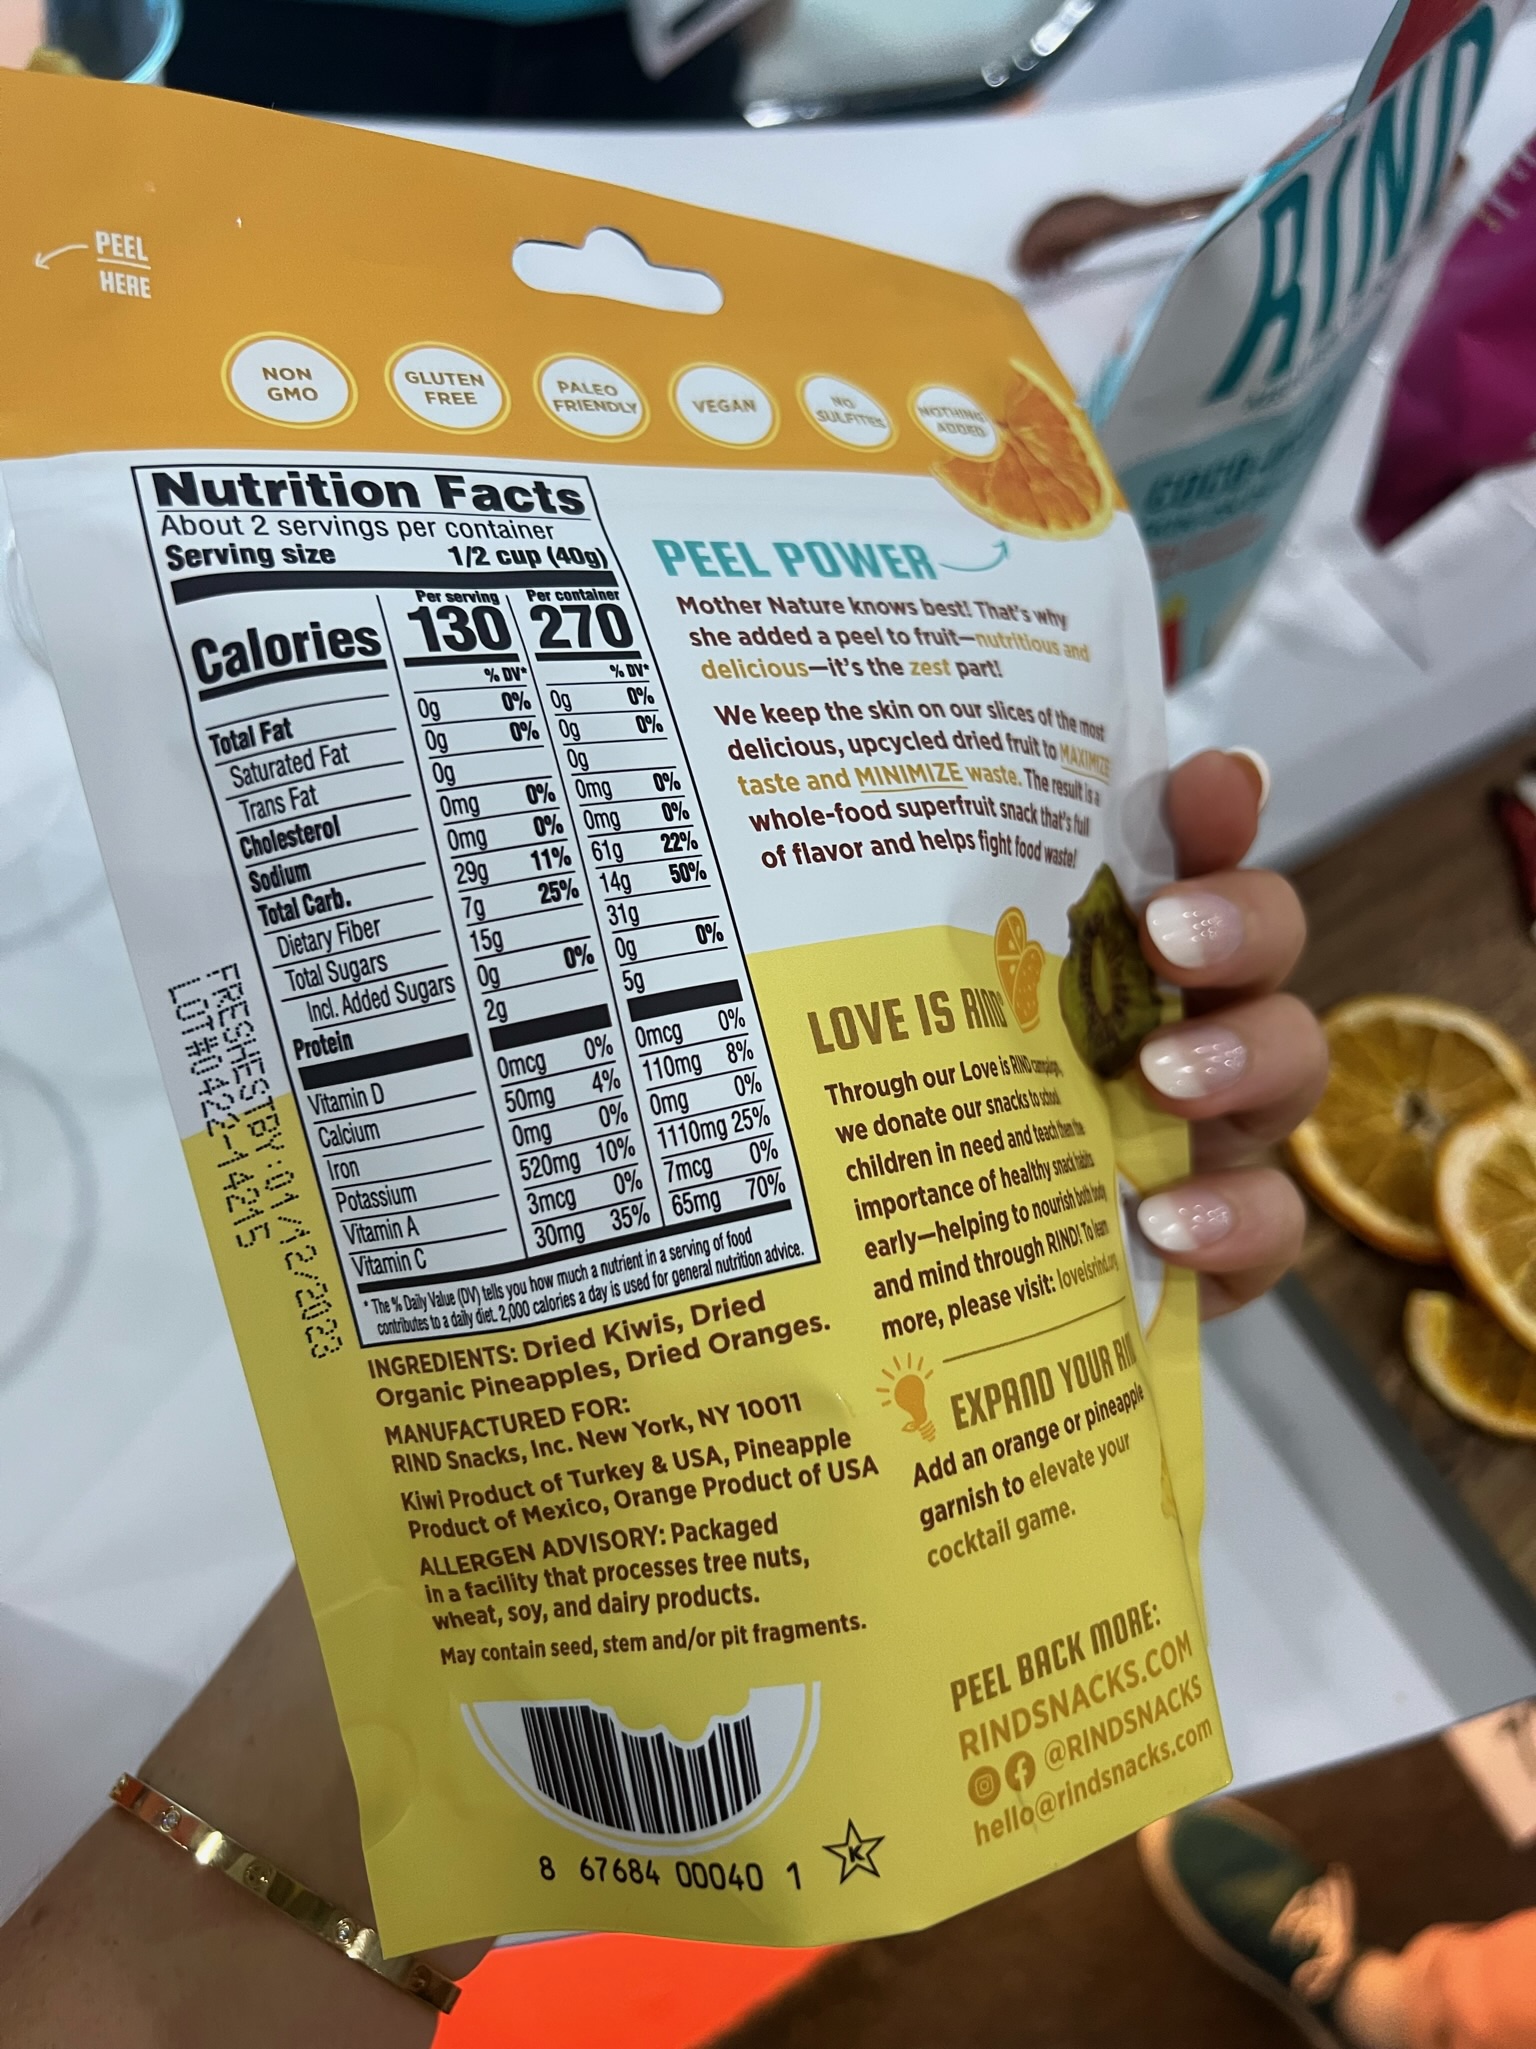 PEEL
HERE
NON
GMO
GLUTEN
FREE
PALEO
FRIENDLY
VEGAN
NO
SULFITES
NOTHING
ADDED
RIND
Nutrition Facts
About 2 servings per container
Serving size 1/2 cup (40g)
Per serving Per container
Calories 130 270
% DV* % DV*
Total Fat 0g 0% 0g 0%
Saturated Fat 0g 0% 0g 0%
Trans Fat 0g 0g
Cholesterol 0mg 0% 0mg 0%
Sodium 0mg 0% 0mg 0%
Total Carb. 29g 11% 61g 22%
Dietary Fiber 7g 25% 14g 50%
Total Sugars 15g 31g
Incl. Added Sugars 0g 0% 0g 0%
Protein 2g 5g
Vitamin D 0mcg 0% 0mcg 0%
Calcium 50mg 4% 110mg 8%
Iron 0mg 0% 0mg 0%
Potassium 520mg 10% 1110mg 25%
Vitamin A 3mcg 0% 7mcg 0%
Vitamin C 30mg 35% 65mg 70%
* The % Daily Value (DV) tells you how much a nutrient in a serving of food
contributes to a daily diet. 2,000 calories a day is used for general nutrition advice.
FRESHEST BY:01/12/2023
LOT#0422-1421E
INGREDIENTS: Dried Kiwis, Dried
Organic Pineapples, Dried Oranges.
MANUFACTURED FOR:
RIND Snacks, Inc. New York, NY 10011
Kiwi Product of Turkey & USA, Pineapple
Product of Mexico, Orange Product of USA
ALLERGEN ADVISORY: Packaged
in a facility that processes tree nuts,
wheat, soy, and dairy products.
May contain seed, stem and/or pit fragments.
8 67684 00040 1
K
PEEL POWER
Mother Nature knows best! That's why
she added a peel to fruit—nutritious and
delicious—it's the zest part!
We keep the skin on our slices of the most
delicious, upcycled dried fruit to MAXIMIZE
taste and MINIMIZE waste. The result is a
whole-food superfruit snack that's full
of flavor and helps fight food waste!
LOVE IS RIND
Through our Love is RIND campaign,
we donate our snacks to school
children in need and teach them the
importance of healthy snack habits
early—helping to nourish both body
and mind through RIND! To learn
more, please visit: loveisrind.org
EXPAND YOUR
Add an orange or pineapple
garnish to elevate your
cocktail game.
PEEL BACK MORE:
RINDSNACKS.COM
@RINDSNACKS
hello@rindsnacks.com